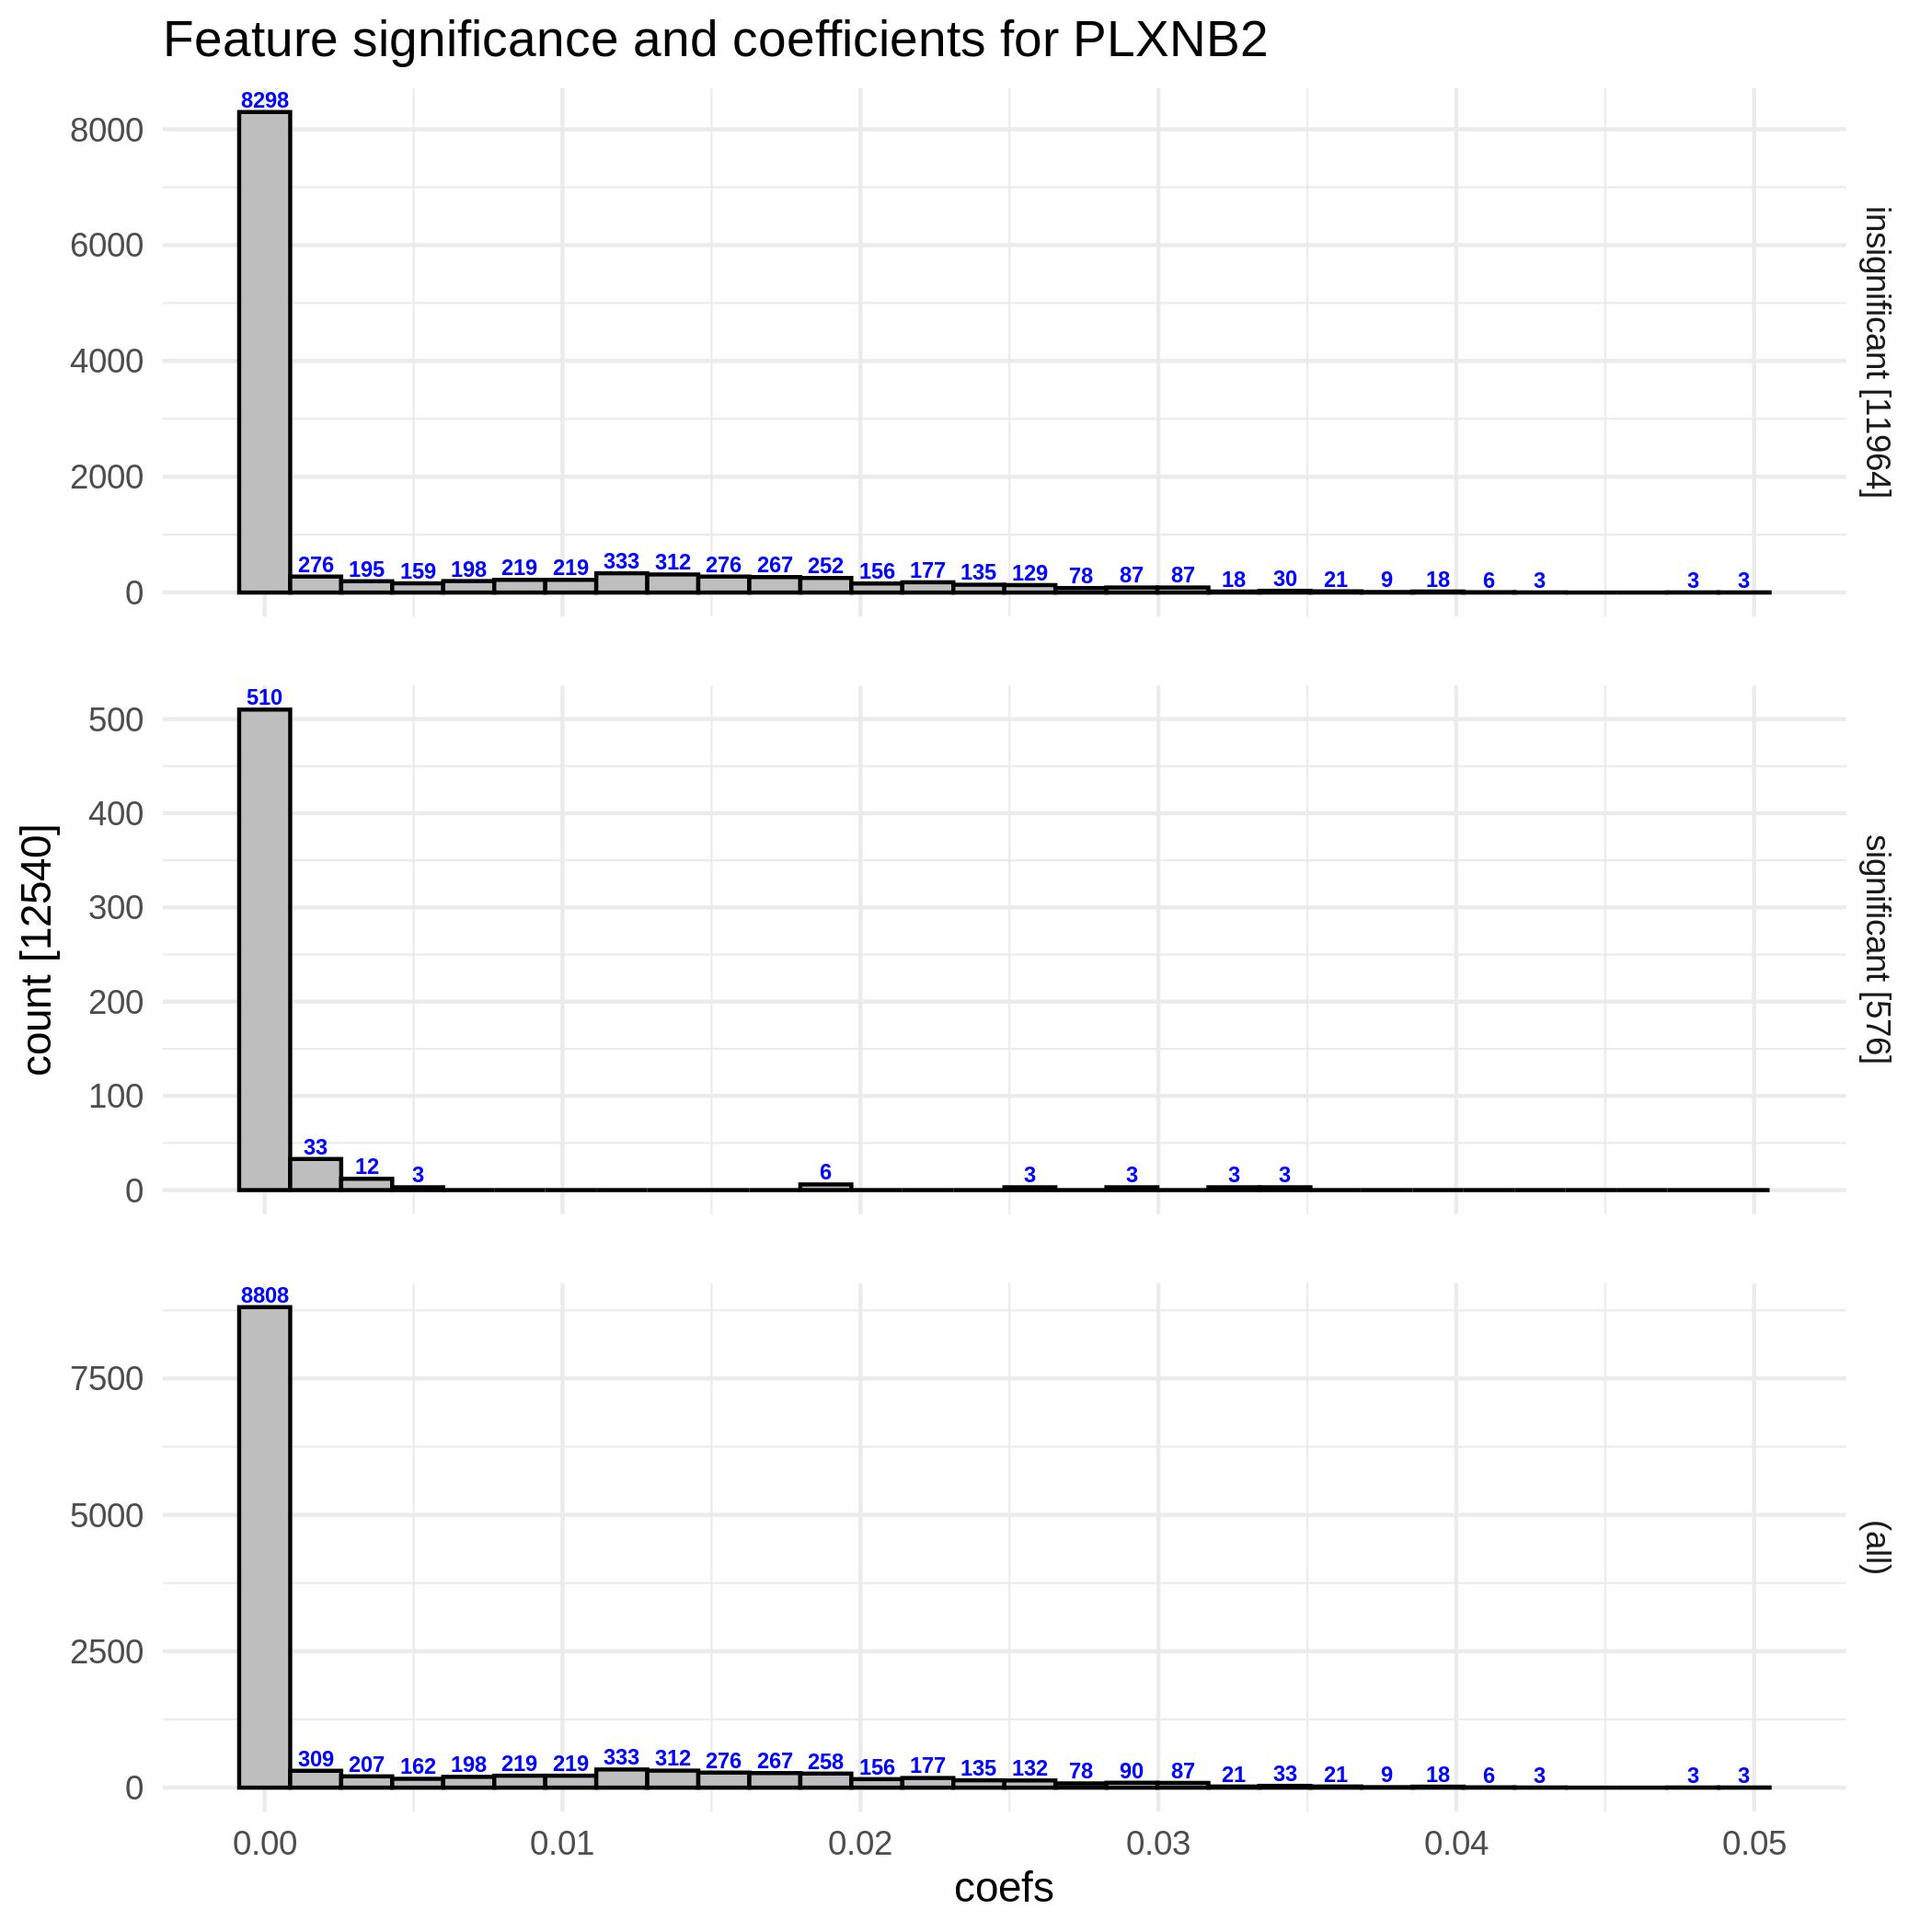 Feature significance and coefficients for PLXNB2
8298
8000
6000
4000
2000
0
276 195 159 198 219 219 333 312 276 267 252 156 177 135 129 78 87 87 18 30 21 9 18 6 3 3 3
insignificant [11964]
510
500
400
300
200
100
0
33 12 3 6 3 3 3 3
significant [576]
count [12540]
8808
7500
5000
2500
0
309 207 162 198 219 219 333 312 276 267 258 156 177 135 132 78 90 87 21 33 21 9 18 6 3 3 3
(all)
0.00 0.01 0.02 0.03 0.04 0.05
coefs